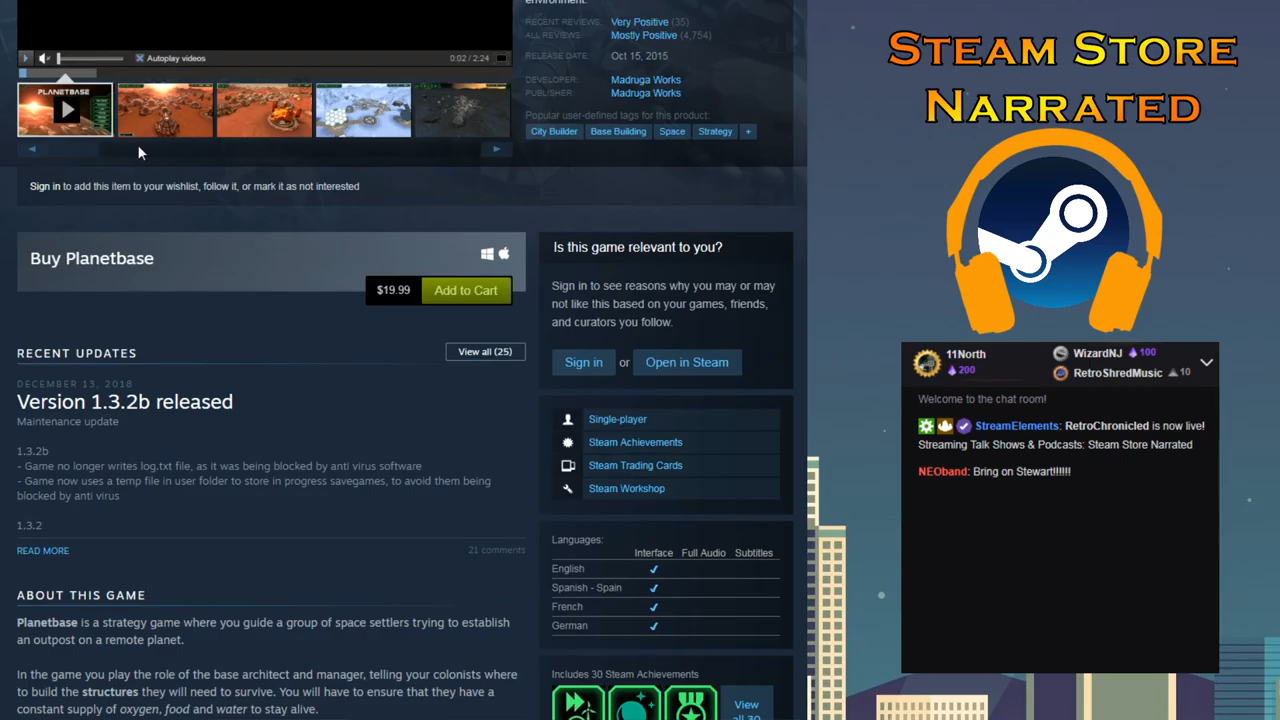 environment.
RECENT REVIEWS: Very Positive (35)
ALL REVIEWS: Mostly Positive (4,754)
RELEASE DATE: Oct 15, 2015
DEVELOPER: Madruga Works
PUBLISHER: Madruga Works
Popular user-defined tags for this product:
City Builder Base Building Space Strategy +
Autoplay videos 0:02 / 2:24
PLANETBASE
Sign in to add this item to your wishlist, follow it, or mark it as not interested
Buy Planetbase
$19.99 Add to Cart
RECENT UPDATES View all (25)
DECEMBER 13, 2018
Version 1.3.2b released
Maintenance update
1.3.2b
- Game no longer writes log.txt file, as it was being blocked by anti virus software
- Game now uses a temp file in user folder to store in progress savegames, to avoid them being
blocked by anti virus
1.3.2
READ MORE 21 comments
ABOUT THIS GAME
Planetbase is a strategy game where you guide a group of space settlers trying to establish
an outpost on a remote planet.
In the game you play the role of the base architect and manager, telling your colonists where
to build the structures they will need to survive. You will have to ensure that they have a
constant supply of oxygen, food and water to stay alive.
Is this game relevant to you?
Sign in to see reasons why you may or may
not like this based on your games, friends,
and curators you follow.
Sign in or Open in Steam
Single-player
Steam Achievements
Steam Trading Cards
Steam Workshop
Languages:
Interface Full Audio Subtitles
English ✔
Spanish - Spain ✔
French ✔
German ✔
Includes 30 Steam Achievements
View
all 30
STEAM STORE
NARRATED
11North
200
WizardNJ 100
RetroShredMusic 10
Welcome to the chat room!
StreamElements: RetroChronicled is now live!
Streaming Talk Shows & Podcasts: Steam Store Narrated
NEOband: Bring on Stewart!!!!!!